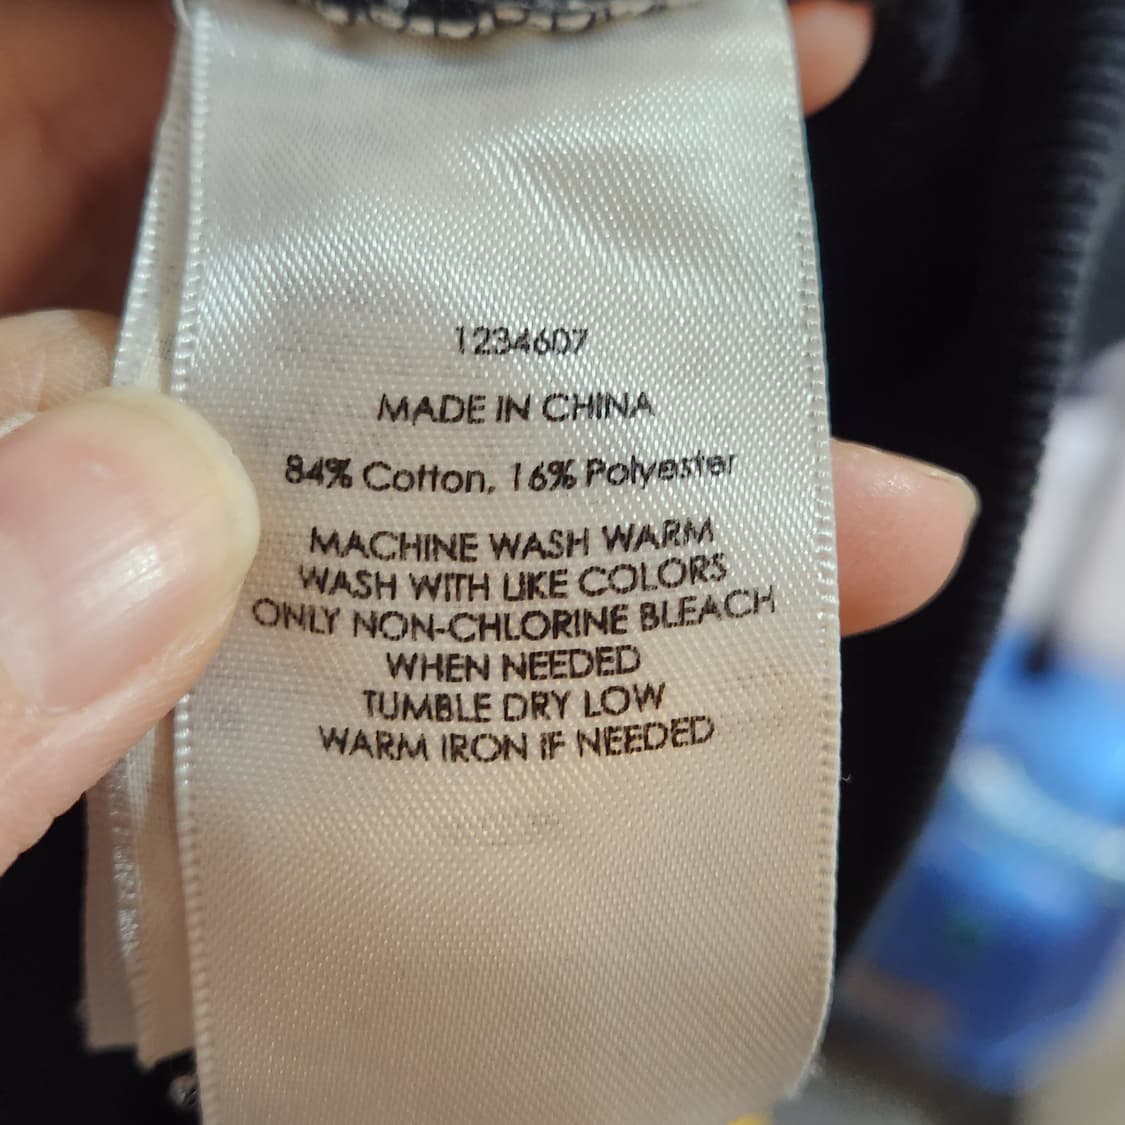 1234607
MADE IN CHINA
84% Cotton, 16% Polyester
MACHINE WASH WARM
WASH WITH LIKE COLORS
ONLY NON-CHLORINE BLEACH
WHEN NEEDED
TUMBLE DRY LOW
WARM IRON IF NEEDED